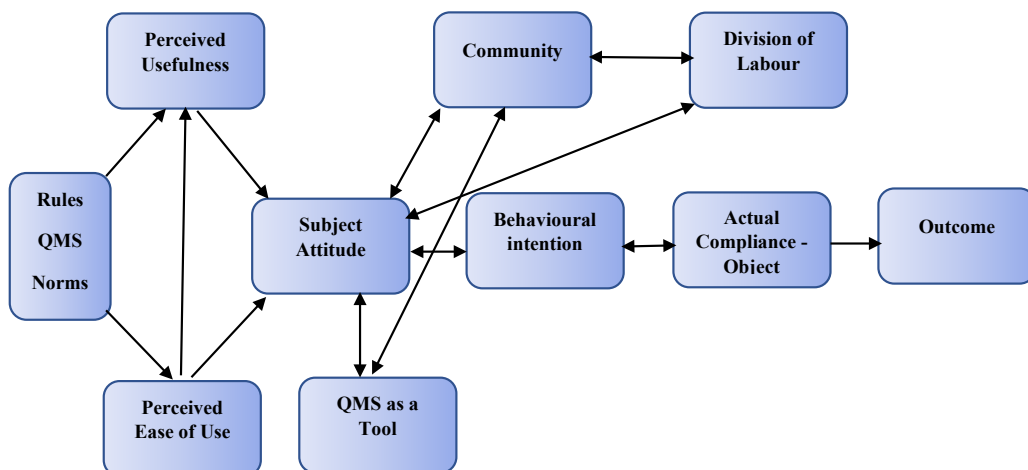 Perceived
Usefulness
Community
Division of
Labour
Rules
QMS
Norms
Subject
Attitude
Behavioural
intention
Actual
Compliance -
Object
Outcome
Perceived
Ease of Use
QMS as a
Tool